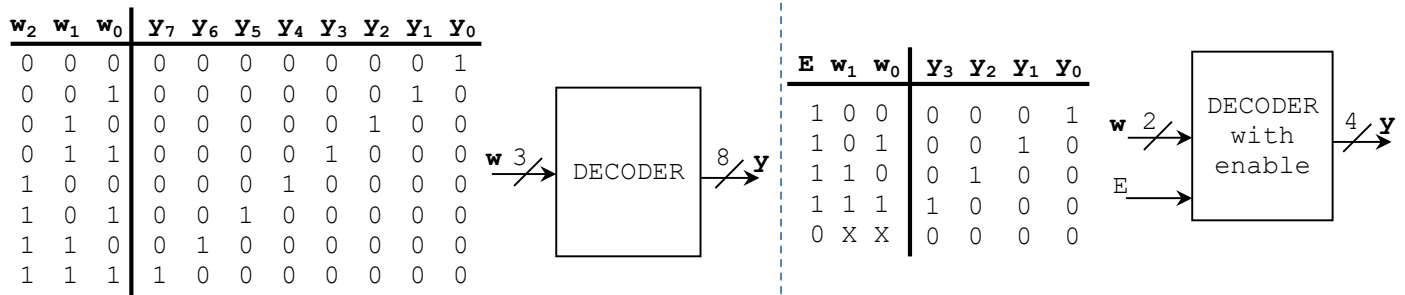 w₂ w₁ w₀ y₇ y₆ y₅ y₄ y₃ y₂ y₁ y₀
0 0 0 0 0 0 0 0 0 0 1
0 0 1 0 0 0 0 0 0 1 0
0 1 0 0 0 0 0 0 1 0 0
0 1 1 0 0 0 0 1 0 0 0
1 0 0 0 0 0 1 0 0 0 0
1 0 1 0 0 1 0 0 0 0 0
1 1 0 0 1 0 0 0 0 0 0
1 1 1 1 0 0 0 0 0 0 0
w 3 DECODER 8 y
E w₁ w₀ y₃ y₂ y₁ y₀
1 0 0 0 0 0 1
1 0 1 0 0 1 0
1 1 0 0 1 0 0
1 1 1 1 0 0 0
0 X X 0 0 0 0
w 2
E
DECODER
with
enable
4 y